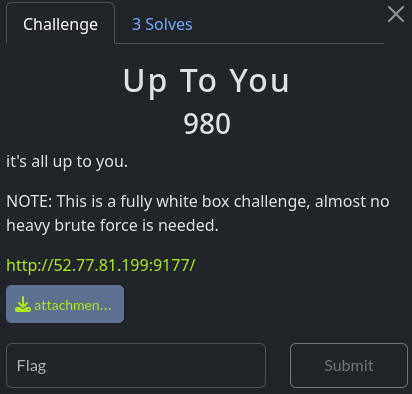 Challenge
3 Solves
Up To You
980
it's all up to you.
NOTE: This is a fully white box challenge, almost no
heavy brute force is needed.
http://52.77.81.199:9177/
attachmen...
Flag
Submit